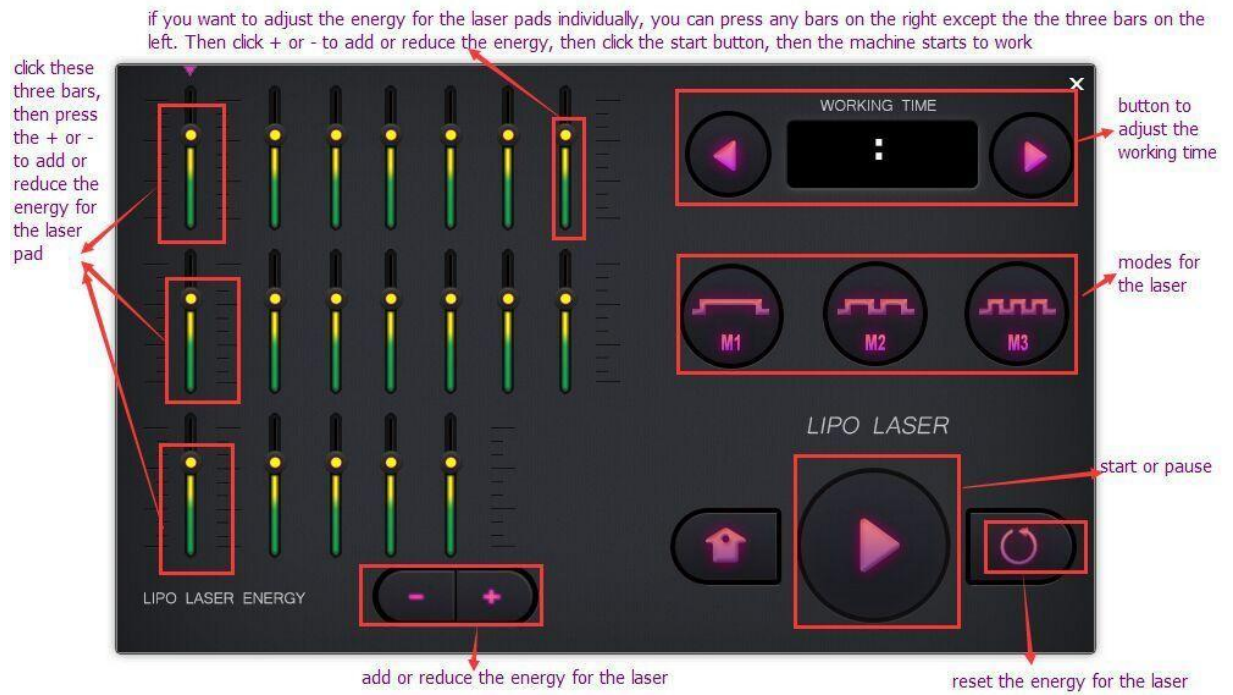 if you want to adjust the energy for the laser pads individually, you can press any bars on the right except the the three bars on the
left. Then click + or - to add or reduce the energy, then click the start button, then the machine starts to work
click these
three bars,
then press
the + or -
to add or
reduce the
energy for
the laser
pad
×
WORKING TIME
:
button to
adjust the
working time
M1
M2
M3
modes for
the laser
LIPO LASER
start or pause
LIPO LASER ENERGY
- +
add or reduce the energy for the laser
reset the energy for the laser